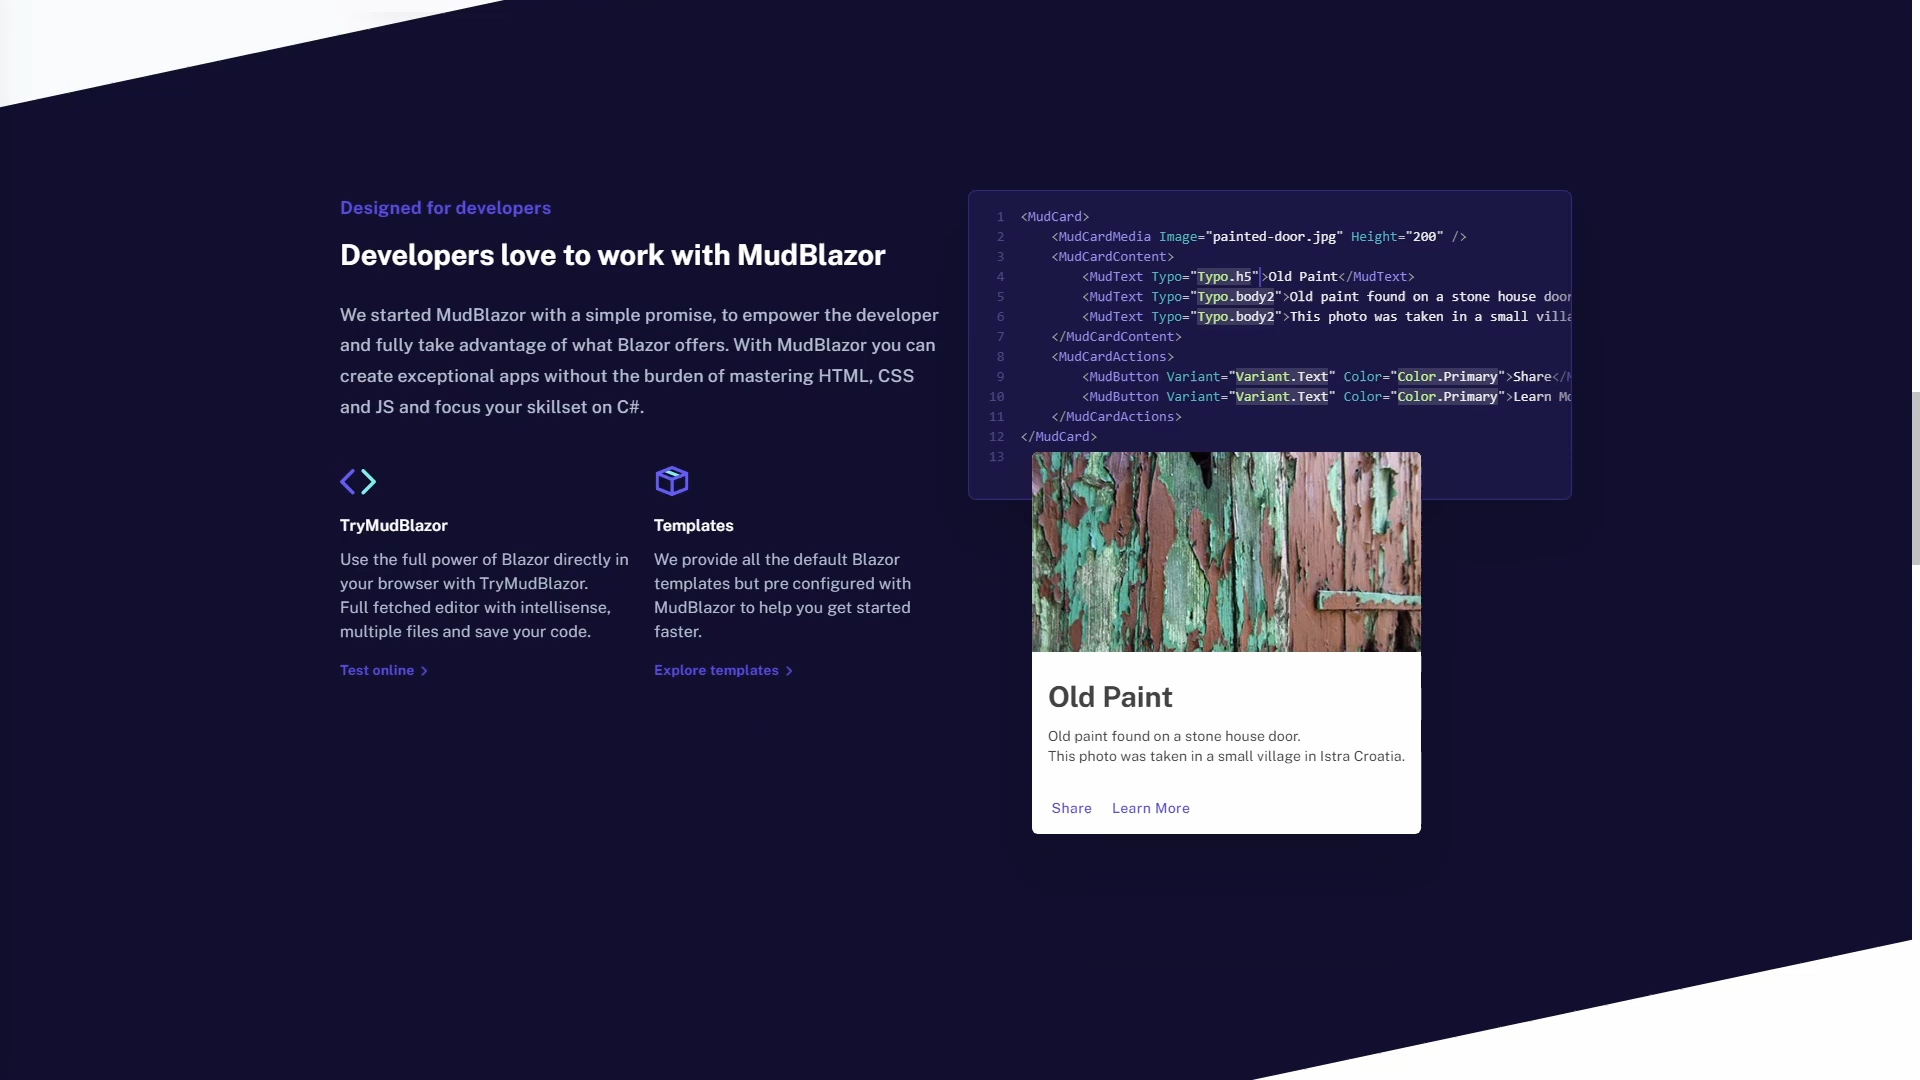 Designed for developers
Developers love to work with MudBlazor
We started MudBlazor with a simple promise, to empower the developer
and fully take advantage of what Blazor offers. With MudBlazor you can
create exceptional apps without the burden of mastering HTML, CSS
and JS and focus your skillset on C#.
TryMudBlazor
Use the full power of Blazor directly in
your browser with TryMudBlazor.
Full fetched editor with intellisense,
multiple files and save your code.
Test online
Templates
We provide all the default Blazor
templates but pre configured with
MudBlazor to help you get started
faster.
Explore templates
1 <MudCard>
2 <MudCardMedia Image="painted-door.jpg" Height="200" />
3 <MudCardContent>
4 <MudText Typo="Typo.h5">Old Paint</MudText>
5 <MudText Typo="Typo.body2">Old paint found on a stone house door
6 <MudText Typo="Typo.body2">This photo was taken in a small villa
7 </MudCardContent>
8 <MudCardActions>
9 <MudButton Variant="Variant.Text" Color="Color.Primary">Share</M
10 <MudButton Variant="Variant.Text" Color="Color.Primary">Learn Mo
11 </MudCardActions>
12 </MudCard>
13
Old Paint
Old paint found on a stone house door.
This photo was taken in a small village in Istra Croatia.
Share Learn More